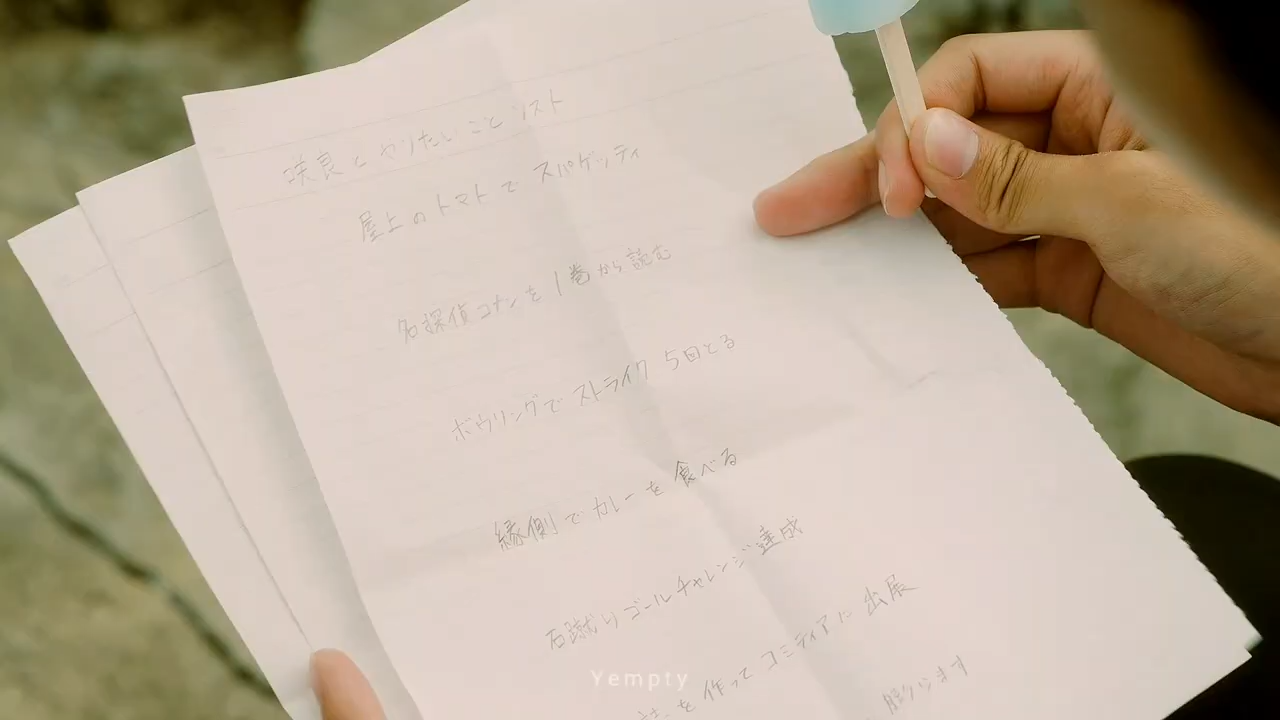 咲良とやりたいことリスト
屋上のトマトでスパゲッティ
名探偵コナンを1巻から読む
ボウリングでストライク5回とる
縁側でカレーを食べる
石蹴りゴールチャレンジ達成
を作ってコミティアに出展
ります
Yempty